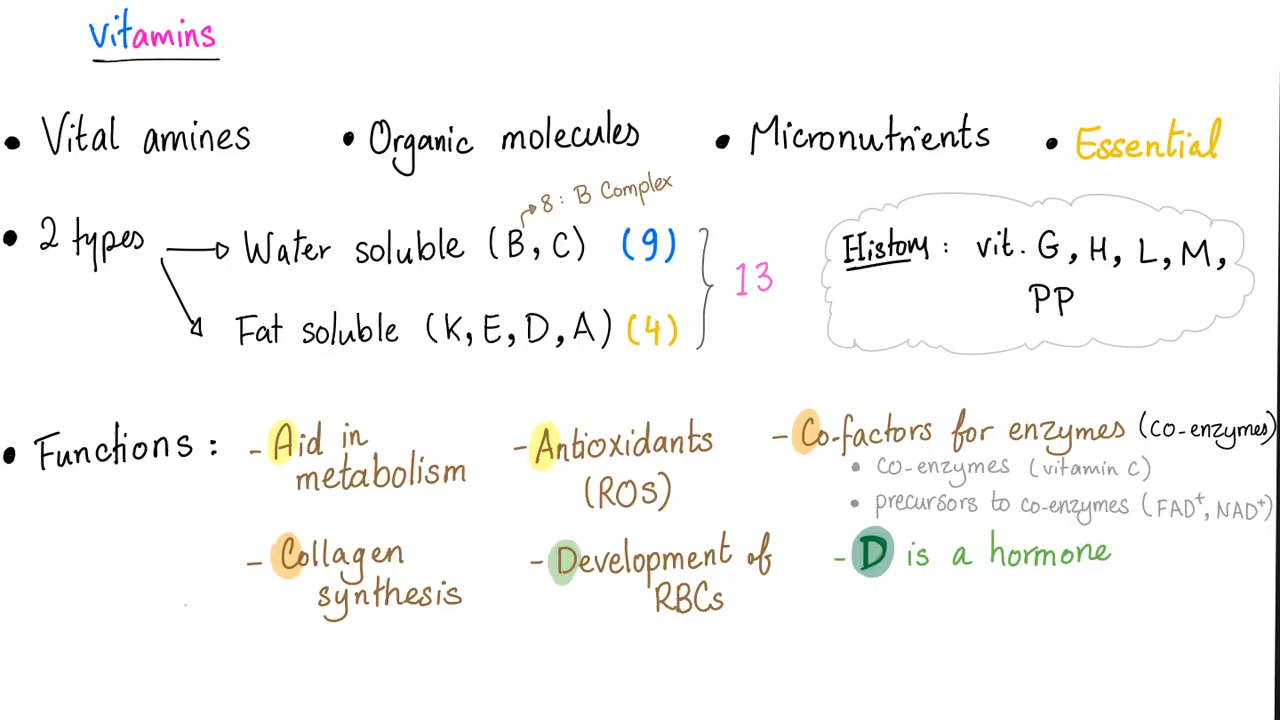 Vitamins
• Vital amines • Organic molecules • Micronutrients • Essential
8: B Complex
• 2 types Water soluble (B, C) (9)
Fat soluble (K, E, D, A) (4)
13
History: vit. G, H, L, M,
PP
• Functions: - Aid in
metabolism
- Antioxidants
(ROS)
- Co-factors for enzymes (co-enzymes)
• co-enzymes (vitamin c)
• precursors to co-enzymes (FAD⁺, NAD⁺)
- Collagen
synthesis
- Development of
RBCs
- D is a hormone